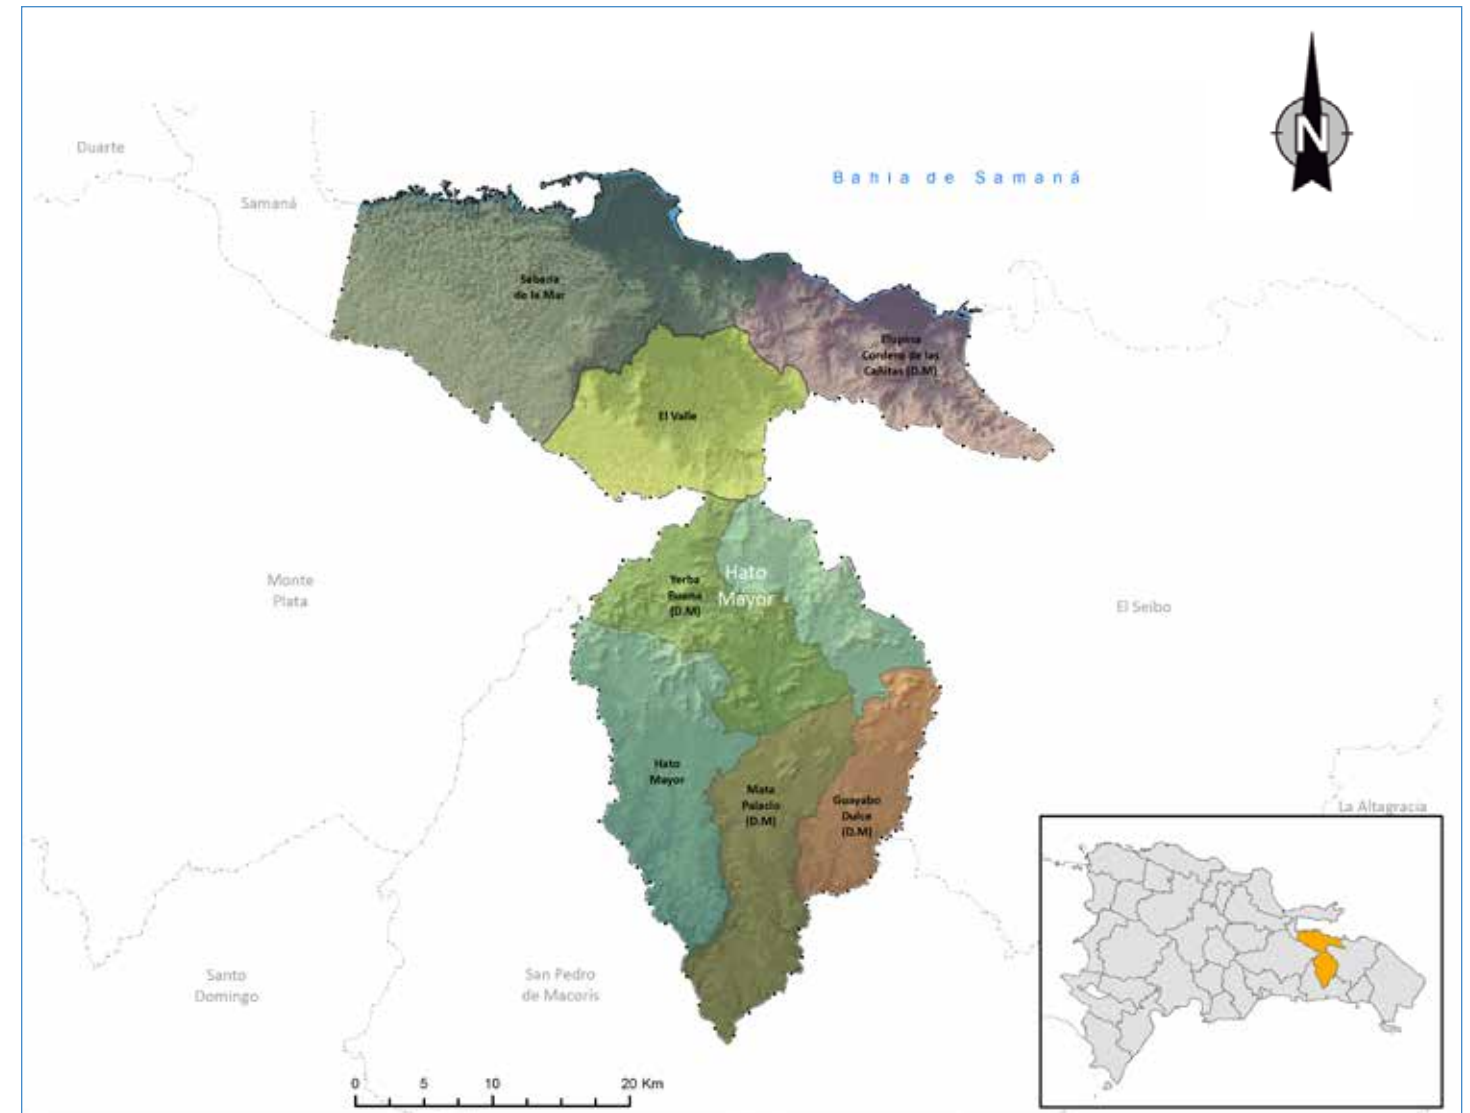 N
Duarte
Bahia de Samaná
Samaná
Sabana
de la Mar
Elupina
Cordero de las
Cañitas (D.M)
El Valle
Monte
Plata
Yerba
Buena
(D.M)
Hato
Mayor
El Seibo
Hato
Mayor
Mata
Palacio
(D.M)
Guayabo
Dulce
(D.M)
La Altagracia
Santo
Domingo
San Pedro
de Macorís
0 5 10 20 Km